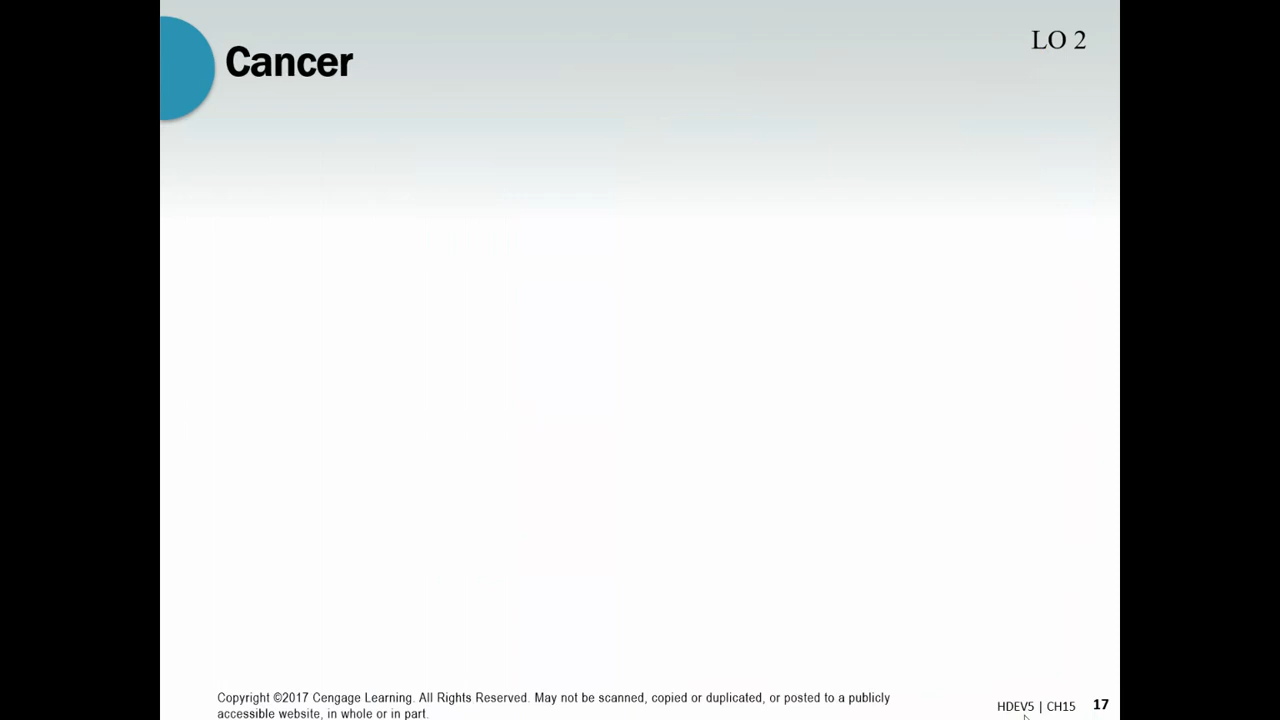 Cancer
LO 2
Copyright ©2017 Cengage Learning. All Rights Reserved. May not be scanned, copied or duplicated, or posted to a publicly
accessible website, in whole or in part.
HDEV5 | CH15 17